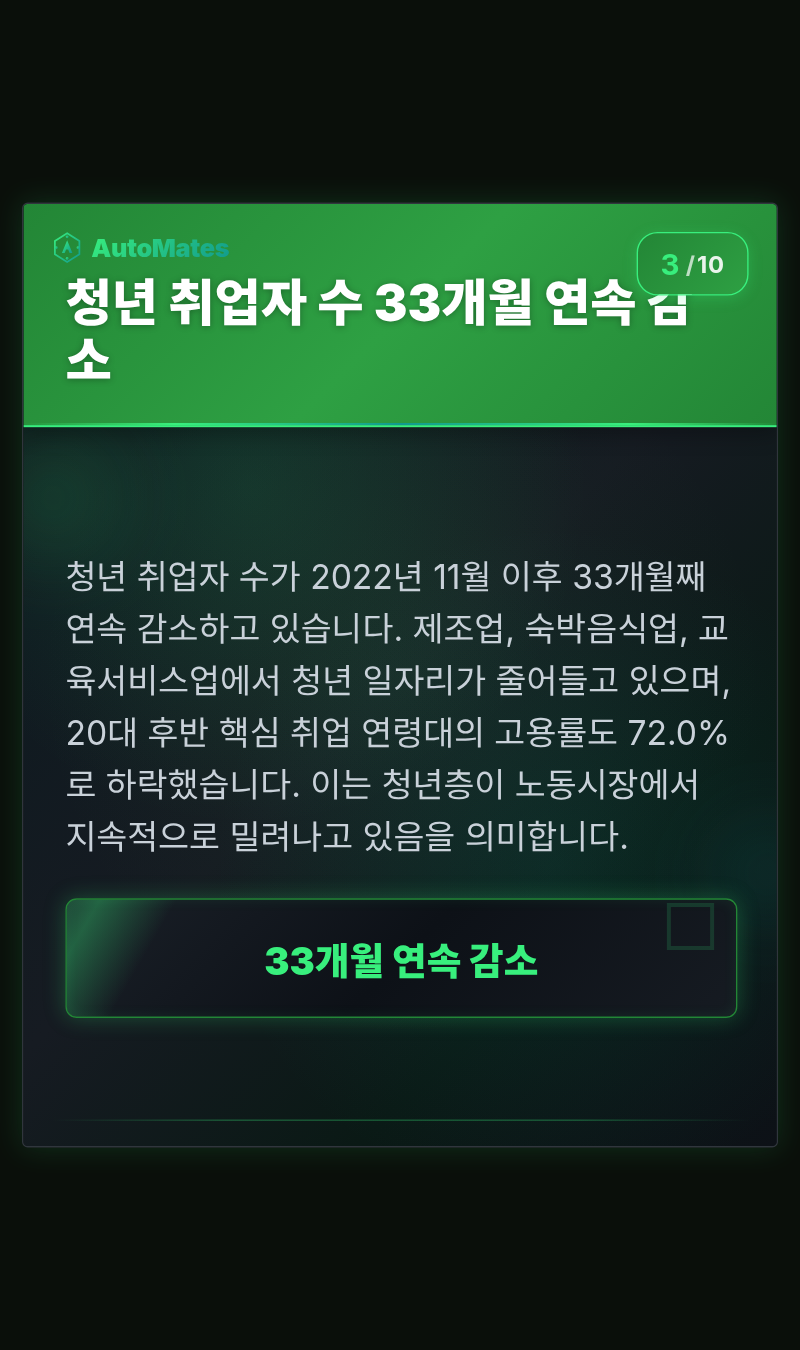 AutoMates
3 /10
청년 취업자 수 33개월 연속 감
소
청년 취업자 수가 2022년 11월 이후 33개월째
연속 감소하고 있습니다. 제조업, 숙박음식업, 교
육서비스업에서 청년 일자리가 줄어들고 있으며,
20대 후반 핵심 취업 연령대의 고용률도 72.0%
로 하락했습니다. 이는 청년층이 노동시장에서
지속적으로 밀려나고 있음을 의미합니다.
33개월 연속 감소